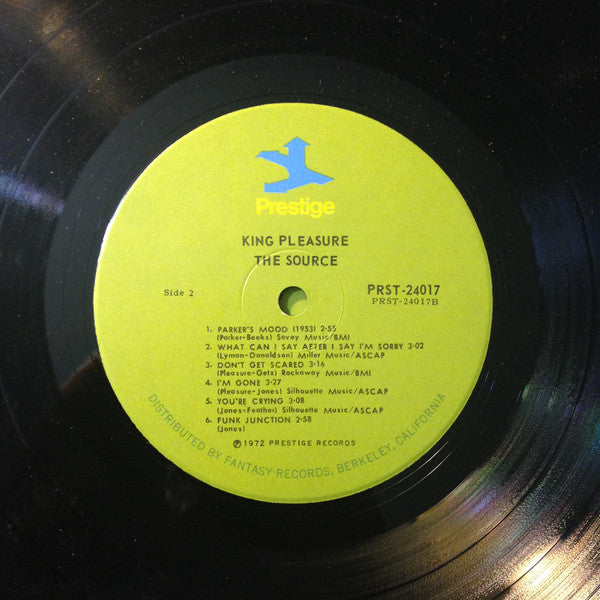 Prestige
KING PLEASURE
THE SOURCE
Side 2
PRST-24017
PRST-24017B
1. PARKER'S MOOD (1953) 2-55
(Parker-Beeks) Savoy Music/BMI
2. WHAT CAN I SAY AFTER I SAY I'M SORRY 3-02
(Lyman-Donaldson) Miller Music/ASCAP
3. DON'T GET SCARED 3-16
(Pleasure-Getz) Rockaway Music/BMI
4. I'M GONE 3-27
(Pleasure-Jones) Silhouette Music/ASCAP
5. YOU'RE CRYING 3-08
(Jones-Feather) Silhouette Music/ASCAP
6. FUNK JUNCTION 2-58
(Jones)
℗1972 PRESTIGE RECORDS
DISTRIBUTED BY FANTASY RECORDS, BERKELEY, CALIFORNIA